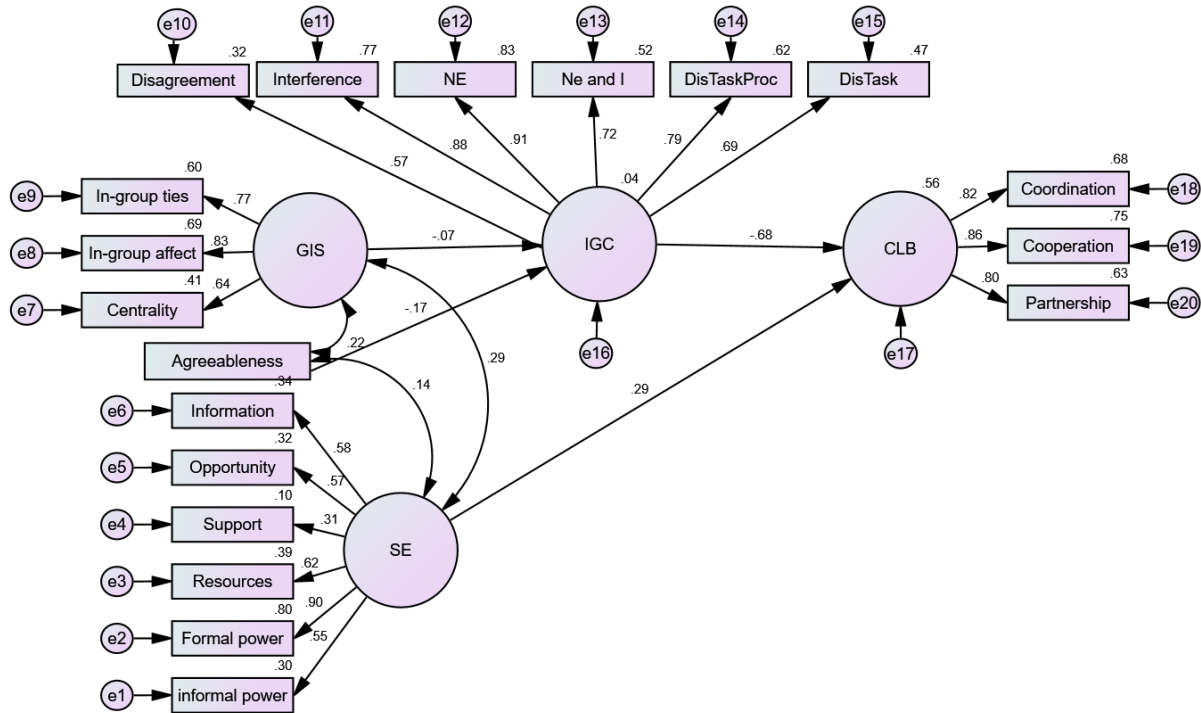 e10
e11
e12
e13
e14
e15
.32
.77
.83
.52
.62
.47
Disagreement
Interference
NE
Ne and I
DisTaskProc
DisTask
.57
.88
.91
.72
.79
.69
.60
e9
In-group ties
.77
.69
e8
In-group affect
.83
.41
e7
Centrality
.64
GIS
-.07
.04
IGC
-.68
.56
CLB
.82
.68
Coordination
e18
.86
.75
Cooperation
e19
.80
.63
Partnership
e20
-.17
e16
e17
Agreeableness
.22
.29
.14
.29
.34
e6
Information
.58
.32
e5
Opportunity
.57
.10
e4
Support
.31
SE
.39
e3
Resources
.62
.80
e2
Formal power
.90
.30
e1
informal power
.55